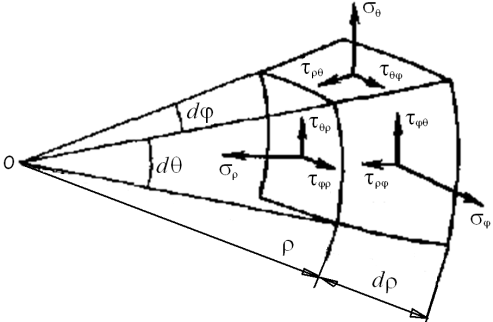 σθ
τρθ τθφ
dφ
τθρ τφθ
O dθ
σρ τφρ τρφ
σφ
ρ dρ